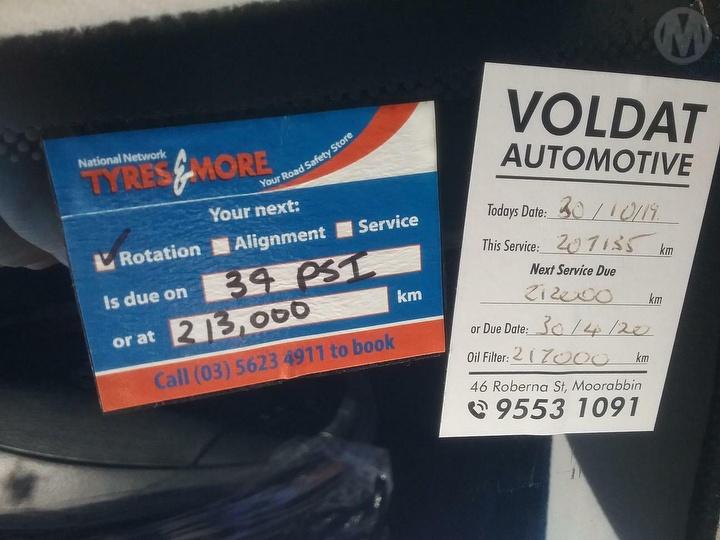 National Network
TYRES & MORE
Your Road Safety Store
Your next:
Rotation Alignment Service
Is due on 34 PSI
or at 213,000 km
Call (03) 5623 4911 to book
VOLDAT
AUTOMOTIVE
Todays Date: 30/10/19.
This Service: 207135 km
Next Service Due
212000 km
or Due Date: 30/4/20
Oil Filter: 217000 km
46 Roberna St, Moorabbin
9553 1091
M